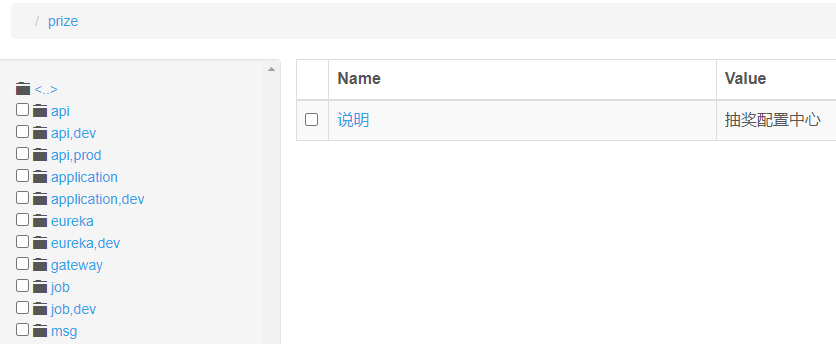 / prize
<..>
api
api,dev
api,prod
application
application,dev
eureka
eureka,dev
gateway
job
job,dev
msg
Name Value
说明 抽奖配置中心